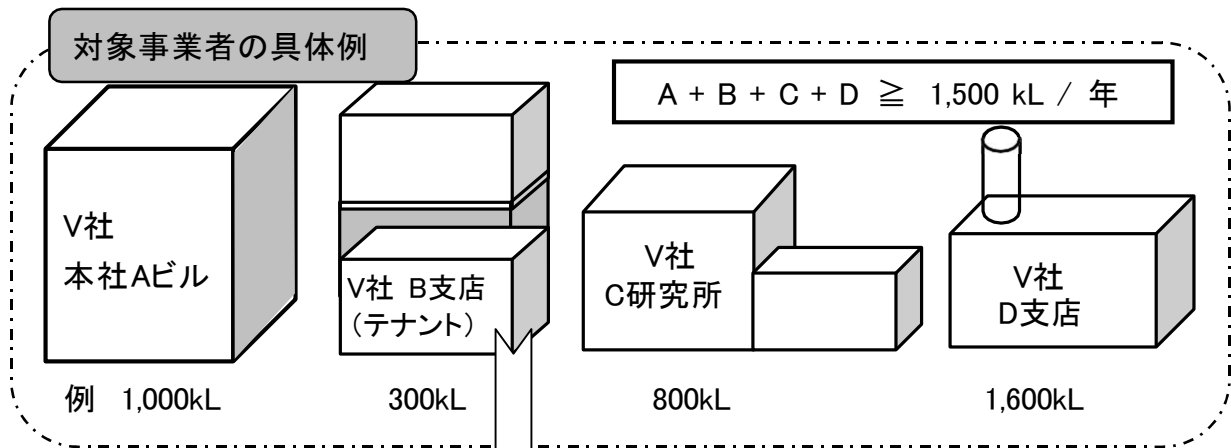 対象事業者の具体例
A + B + C + D ≧ 1,500 kL / 年
V社
本社Aビル
V社 B支店
(テナント)
V社
C研究所
V社
D支店
例 1,000kL
300kL
800kL
1,600kL